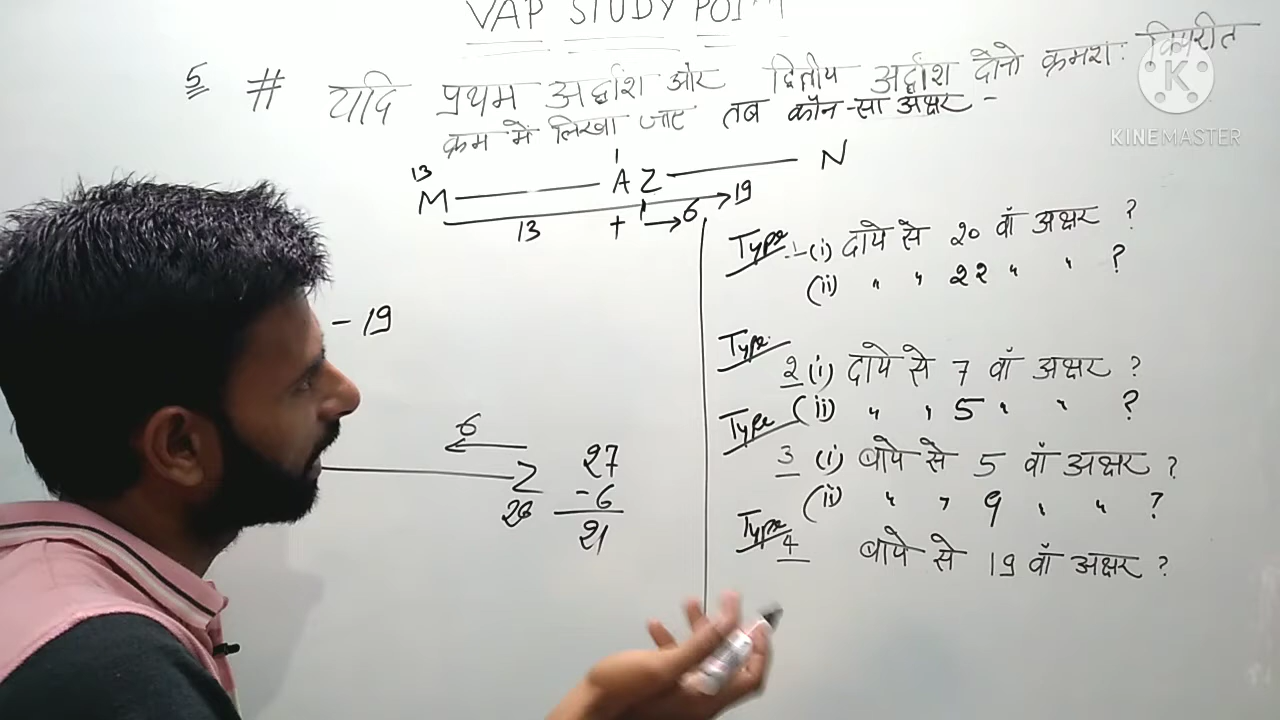 VAP STUDY POINT
5 # यदि प्रथम अर्द्धांश और द्वितीय अर्द्धांश दोनो क्रमशः विपरीत
क्रम में लिखा जाए तब कौन-सा अक्षर -
KINEMASTER
13 1
M A Z N
13 + 1 → 6 → 19
Type-1 (i) दाये से 20 वाँ अक्षर ?
(ii) " " 22 " " ?
- 19
Type 2 (i) दाये से 7 वाँ अक्षर ?
(ii) " " 5 " " ?
Type 3 (i) बाये से 5 वाँ अक्षर ?
(ii) " " 9 " " ?
Type 4 बाये से 19 वाँ अक्षर ?
6
Z 27
26 - 6
21